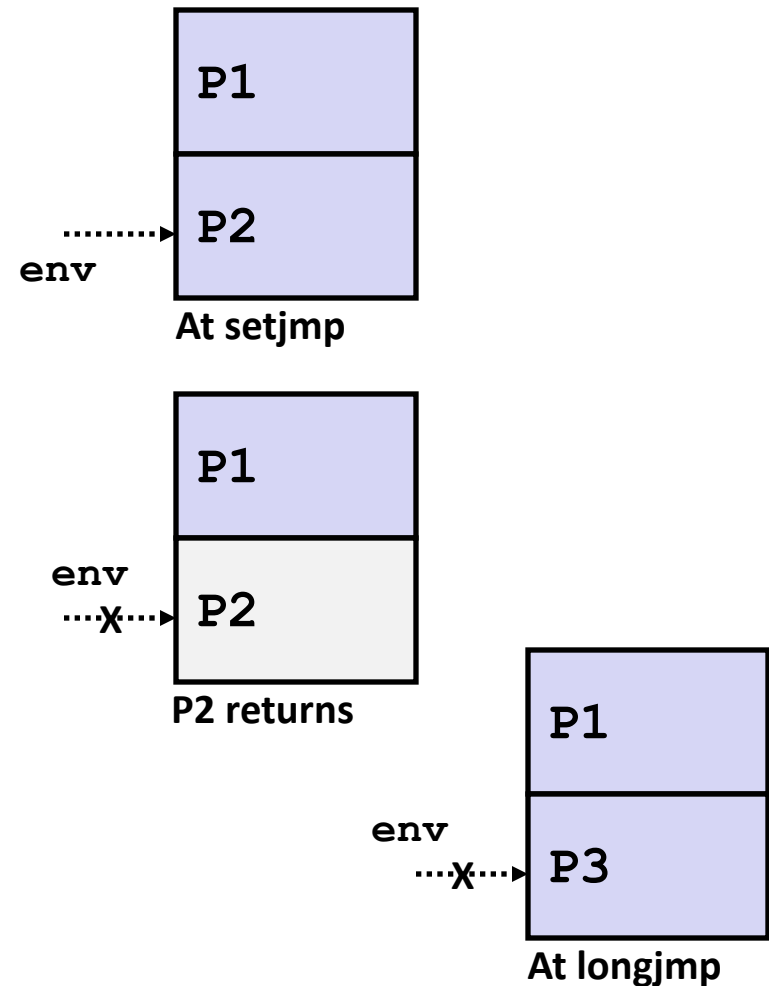 P1
P2
env
At setjmp
P1
env
X
P2
P2 returns
P1
env
X
P3
At longjmp